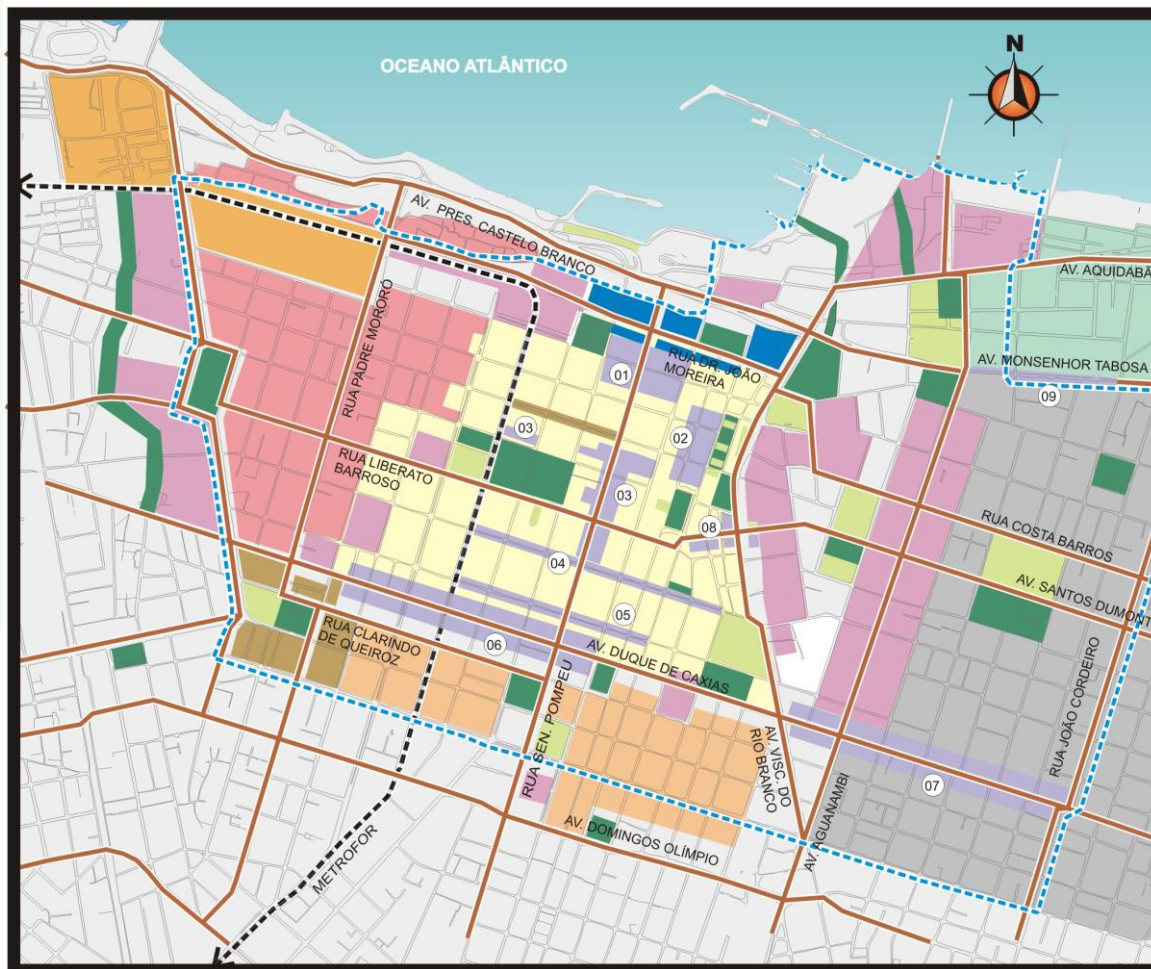 N
OCEANO ATLÂNTICO
AV. PRES. CASTELO BRANCO
AV. AQUIDABÃ
AV. MONSENHOR TABOSA
RUA DR. JOÃO
MOREIRA
RUA PADRE MORORÓ
01
09
03
02
RUA LIBERATO
BARROSO
03
08
RUA COSTA BARROS
04
AV. SANTOS DUMONT
05
RUA CLARINDO
DE QUEIROZ
06
AV. DUQUE DE CAXIAS
RUA SEN. POMPEU
AV. VISC. DO
RIO BRANCO
RUA JOÃO CORDEIRO
07
AV. AGUANAMBI
AV. DOMINGOS OLÍMPIO
METROFOR